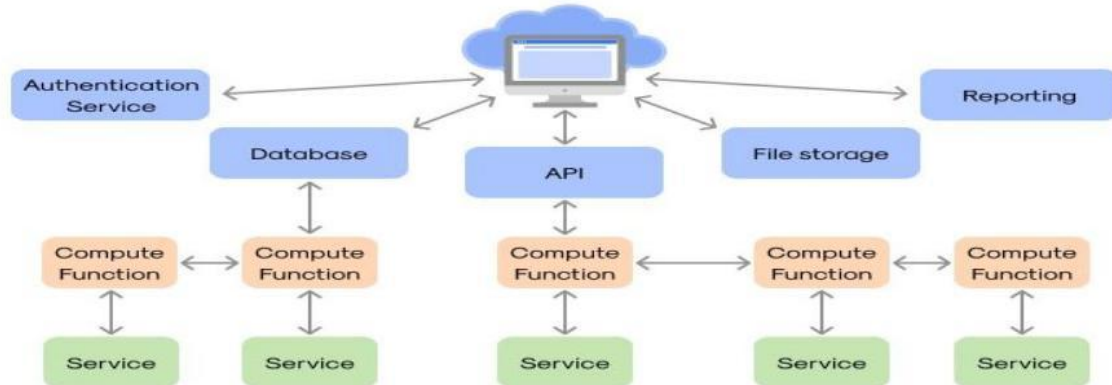 Authentication
Service
Reporting
Database
API
File storage
Compute
Function
Compute
Function
Compute
Function
Compute
Function
Compute
Function
Service
Service
Service
Service
Service